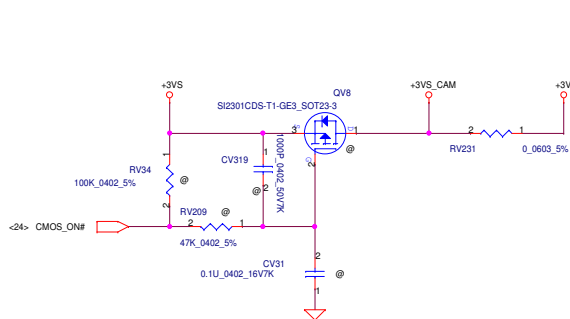 +3VS
+3VS_CAM
+3V
QV8
SI2301CDS-T1-GE3_SOT23-3
3
1
2
S
D
G
@
RV231
2
1
0_0603_5%
RV34
100K_0402_5%
1
2
@
CV319
1000P_0402_50V7K
1
2
@
<24> CMOS_ON#
RV209
@
2
1
47K_0402_5%
CV31
0.1U_0402_16V7K
2
1
@